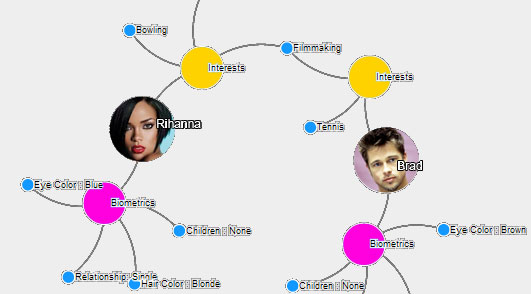 Bowling
Filmmaking
Interests
Interests
Rihanna
Tennis
Brad
Eye Color : Blue
Biometrics
Children : None
Eye Color : Brown
Biometrics
Relationship: Single
Hair Color : Blonde
Children : None